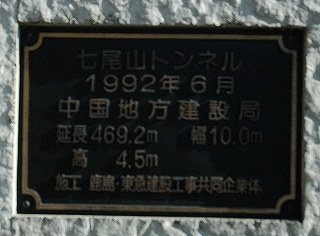 七尾山トンネル
1992年6月
中国地方建設局
延長469.2m 幅10.0m
高 4.5m
施工 鹿島・東急建設工事共同企業体